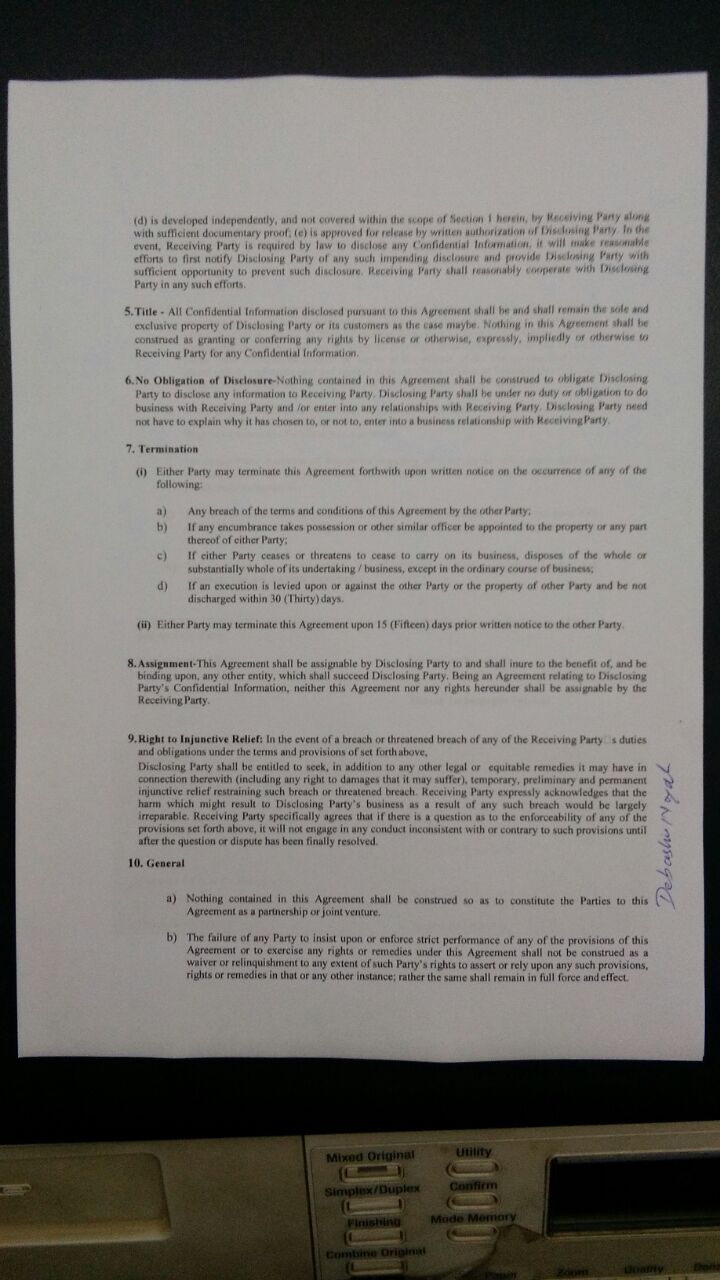 (d) is developed independently, and not covered within the scope of Section 1 herein, by Receiving Party along
with sufficient documentary proof; (e) is approved for release by written authorization of Disclosing Party. In the
event, Receiving Party is required by law to disclose any Confidential Information, it will make reasonable
efforts to first notify Disclosing Party of any such impending disclosure and provide Disclosing Party with
sufficient opportunity to prevent such disclosure. Receiving Party shall reasonably cooperate with Disclosing
Party in any such efforts.
5. Title - All Confidential Information disclosed pursuant to this Agreement shall be and shall remain the sole and
exclusive property of Disclosing Party or its customers as the case maybe. Nothing in this Agreement shall be
construed as granting or conferring any rights by license or otherwise, expressly, impliedly or otherwise to
Receiving Party for any Confidential Information.
6. No Obligation of Disclosure-Nothing contained in this Agreement shall be construed to obligate Disclosing
Party to disclose any information to Receiving Party. Disclosing Party shall be under no duty or obligation to do
business with Receiving Party and /or enter into any relationships with Receiving Party. Disclosing Party need
not have to explain why it has chosen to, or not to, enter into a business relationship with Receiving Party.
7. Termination
(i) Either Party may terminate this Agreement forthwith upon written notice on the occurrence of any of the
following:
a) Any breach of the terms and conditions of this Agreement by the other Party;
b) If any encumbrance takes possession or other similar officer be appointed to the property or any part
thereof of either Party;
c) If either Party ceases or threatens to cease to carry on its business, disposes of the whole or
substantially whole of its undertaking / business, except in the ordinary course of business;
d) If an execution is levied upon or against the other Party or the property of other Party and be not
discharged within 30 (Thirty) days.
(ii) Either Party may terminate this Agreement upon 15 (Fifteen) days prior written notice to the other Party.
8. Assignment-This Agreement shall be assignable by Disclosing Party to and shall inure to the benefit of, and be
binding upon, any other entity, which shall succeed Disclosing Party. Being an Agreement relating to Disclosing
Party's Confidential Information, neither this Agreement nor any rights hereunder shall be assignable by the
Receiving Party.
9. Right to Injunctive Relief: In the event of a breach or threatened breach of any of the Receiving Party s duties
and obligations under the terms and provisions of set forth above,
Disclosing Party shall be entitled to seek, in addition to any other legal or equitable remedies it may have in
connection therewith (including any right to damages that it may suffer), temporary, preliminary and permanent
injunctive relief restraining such breach or threatened breach. Receiving Party expressly acknowledges that the
harm which might result to Disclosing Party's business as a result of any such breach would be largely
irreparable. Receiving Party specifically agrees that if there is a question as to the enforceability of any of the
provisions set forth above, it will not engage in any conduct inconsistent with or contrary to such provisions until
after the question or dispute has been finally resolved.
10. General
a) Nothing contained in this Agreement shall be construed so as to constitute the Parties to this
Agreement as a partnership or joint venture.
b) The failure of any Party to insist upon or enforce strict performance of any of the provisions of this
Agreement or to exercise any rights or remedies under this Agreement shall not be construed as a
waiver or relinquishment to any extent of such Party's rights to assert or rely upon any such provisions,
rights or remedies in that or any other instance; rather the same shall remain in full force and effect.
Mixed Original
Utility
Simplex/Duplex
Confirm
Finishing
Mode Memory
Combine Original
Zoom
Quality